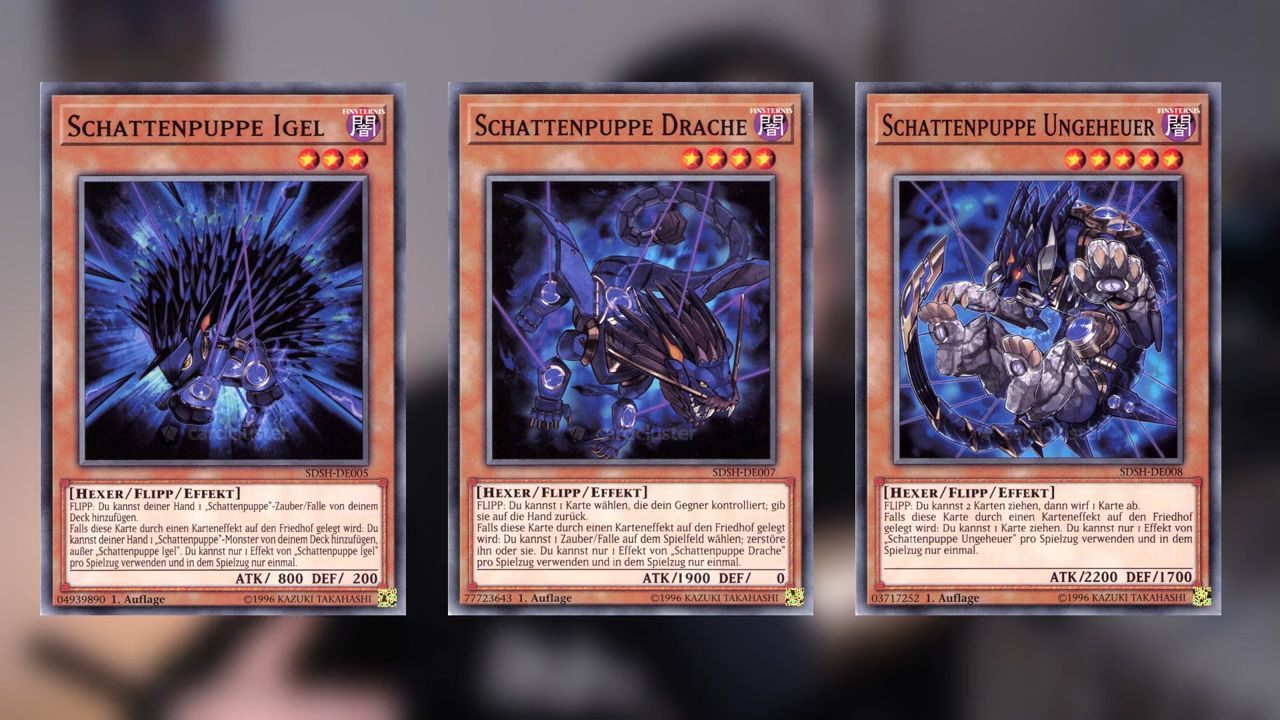 SCHATTENPUPPE IGEL
FINSTERNIS
闇
cardcluster
SDSH-DE005
[HEXER/FLIPP/EFFEKT]
FLIPP: Du kannst deiner Hand 1 „Schattenpuppe"-Zauber/Falle von deinem
Deck hinzufügen.
Falls diese Karte durch einen Karteneffekt auf den Friedhof gelegt wird: Du
kannst deiner Hand 1 „Schattenpuppe"-Monster von deinem Deck hinzufügen,
außer „Schattenpuppe Igel". Du kannst nur 1 Effekt von „Schattenpuppe Igel"
pro Spielzug verwenden und in dem Spielzug nur einmal.
ATK/ 800 DEF/ 200
04939890 1. Auflage ©1996 KAZUKI TAKAHASHI
SCHATTENPUPPE DRACHE
FINSTERNIS
闇
cardcluster
SDSH-DE007
[HEXER/FLIPP/EFFEKT]
FLIPP: Du kannst 1 Karte wählen, die dein Gegner kontrolliert; gib
sie auf die Hand zurück.
Falls diese Karte durch einen Karteneffekt auf den Friedhof gelegt
wird: Du kannst 1 Zauber/Falle auf dem Spielfeld wählen; zerstöre
ihn oder sie. Du kannst nur 1 Effekt von „Schattenpuppe Drache"
pro Spielzug verwenden und in dem Spielzug nur einmal.
ATK/1900 DEF/ 0
77723643 1. Auflage ©1996 KAZUKI TAKAHASHI
SCHATTENPUPPE UNGEHEUER
FINSTERNIS
闇
SDSH-DE008
[HEXER/FLIPP/EFFEKT]
FLIPP: Du kannst 2 Karten ziehen, dann wirf 1 Karte ab.
Falls diese Karte durch einen Karteneffekt auf den Friedhof
gelegt wird: Du kannst 1 Karte ziehen. Du kannst nur 1 Effekt von
„Schattenpuppe Ungeheuer" pro Spielzug verwenden und in dem
Spielzug nur einmal.
ATK/2200 DEF/1700
03717252 1. Auflage ©1996 KAZUKI TAKAHASHI